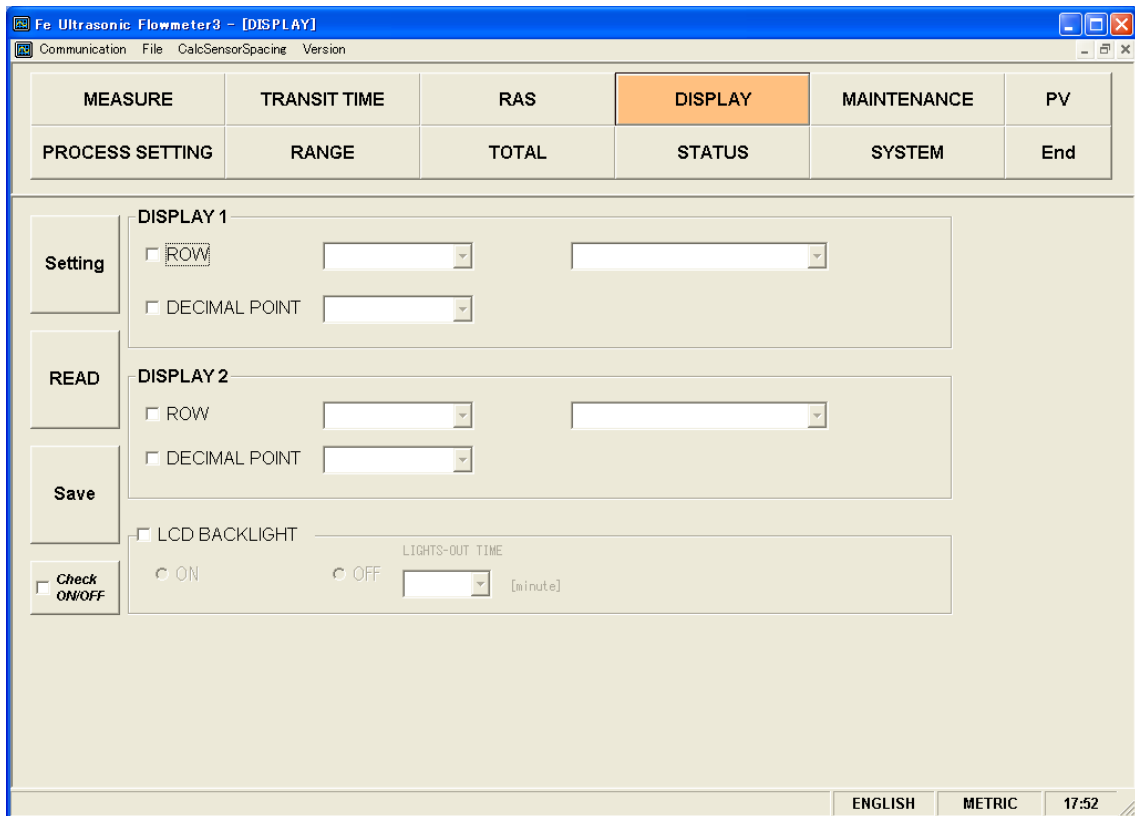 Fe Ultrasonic Flowmeter3 - [DISPLAY]
Communication File CalcSensorSpacing Version
MEASURE TRANSIT TIME RAS DISPLAY MAINTENANCE PV
PROCESS SETTING RANGE TOTAL STATUS SYSTEM End
Setting
READ
Save
Check
ON/OFF
DISPLAY 1
ROW
DECIMAL POINT
DISPLAY 2
ROW
DECIMAL POINT
LCD BACKLIGHT
LIGHTS-OUT TIME
ON OFF [minute]
ENGLISH METRIC 17:52